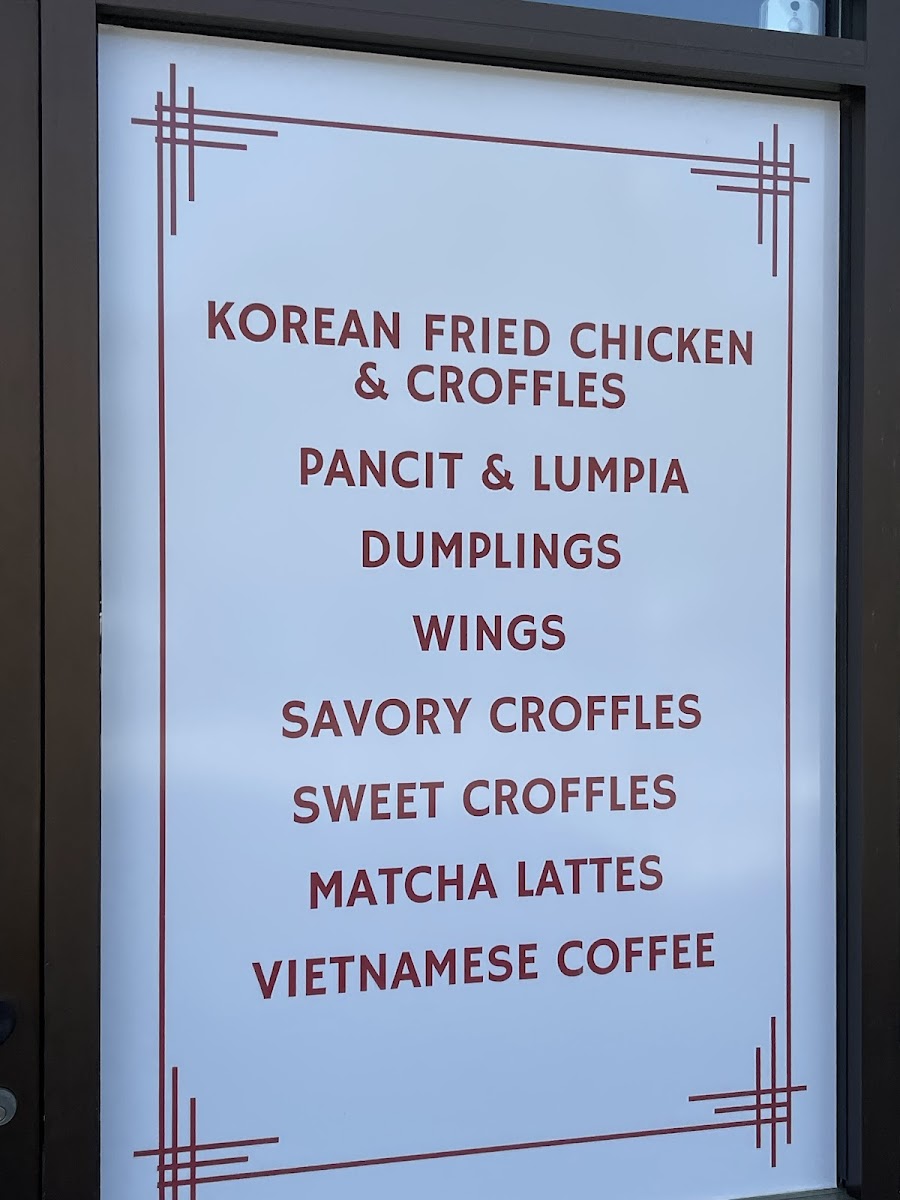 KOREAN FRIED CHICKEN
& CROFFLES
PANCIT & LUMPIA
DUMPLINGS
WINGS
SAVORY CROFFLES
SWEET CROFFLES
MATCHA LATTES
VIETNAMESE COFFEE